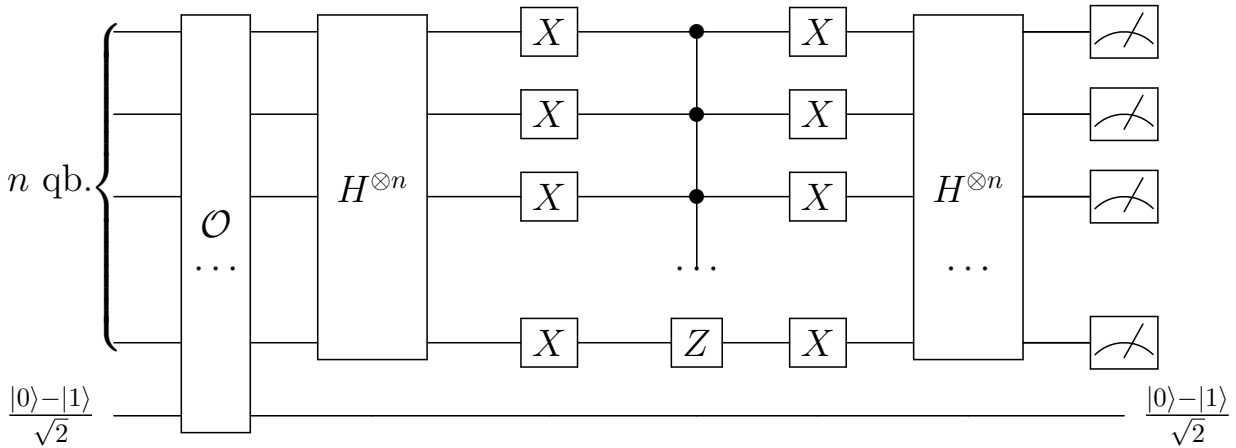 X X
X X
n qb. H^{⊗n} X X H^{⊗n}
𝒪
... ... ...
X Z X
|0⟩−|1⟩/√2 |0⟩−|1⟩/√2